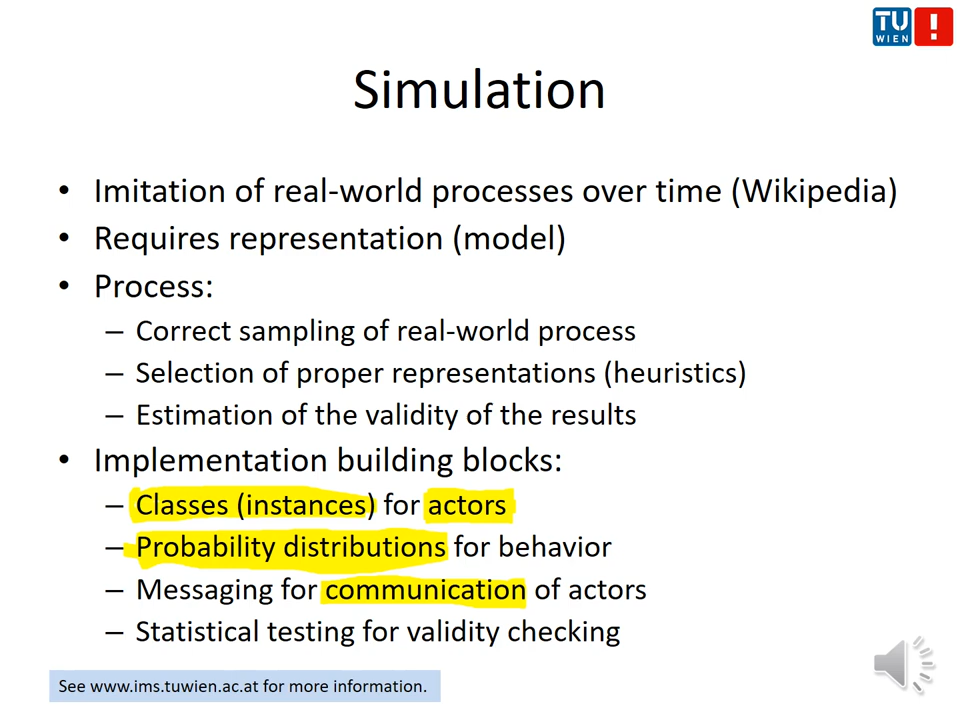 TU
WIEN
!
Simulation
• Imitation of real-world processes over time (Wikipedia)
• Requires representation (model)
• Process:
– Correct sampling of real-world process
– Selection of proper representations (heuristics)
– Estimation of the validity of the results
• Implementation building blocks:
– Classes (instances) for actors
– Probability distributions for behavior
– Messaging for communication of actors
– Statistical testing for validity checking
See www.ims.tuwien.ac.at for more information.